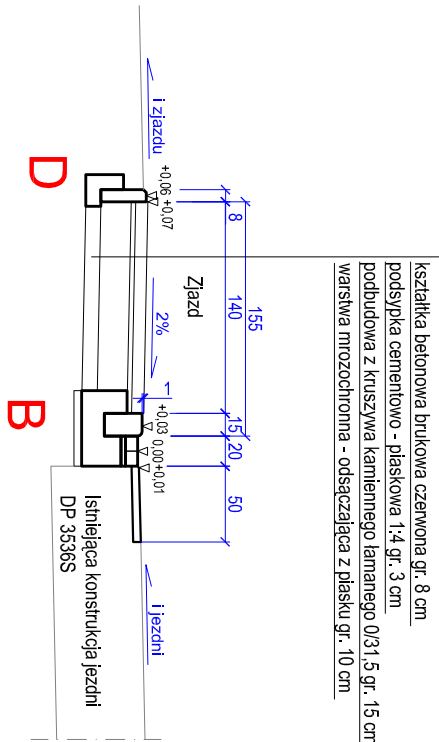 kształtka betonowa brukowa czerwona gr. 8 cm
podsypka cementowo - piaskowa 1:4 gr. 3 cm
podbudowa z kruszywa kamiennego łamanego 0/31,5 gr. 15 cm
warstwa mrozochronna - odsączająca z piasku gr. 10 cm
155
8
140
15
20
50
Zjazd
i zjazdu
2%
1
i jezdni
+0,06
+0,07
+0,03
0,00
+0,01
Istniejąca konstrukcja jezdni
DP 3536S
D
B